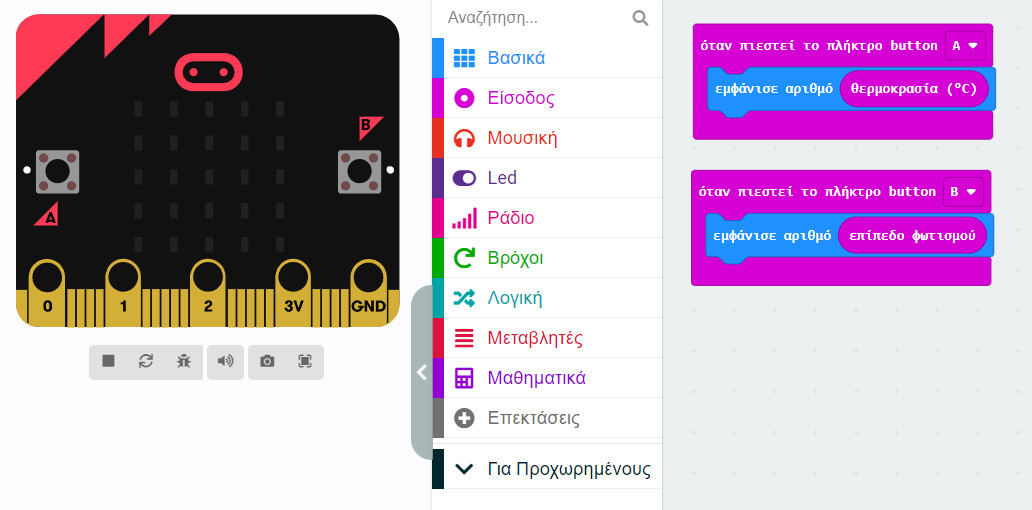 B
A
0 1 2 3V GND
Αναζήτηση...
Βασικά
Είσοδος
Μουσική
Led
Ράδιο
Βρόχοι
Λογική
Μεταβλητές
Μαθηματικά
Επεκτάσεις
Για Προχωρημένους
όταν πιεστεί το πλήκτρο button A
εμφάνισε αριθμό θερμοκρασία (°C)
όταν πιεστεί το πλήκτρο button B
εμφάνισε αριθμό επίπεδο φωτισμού